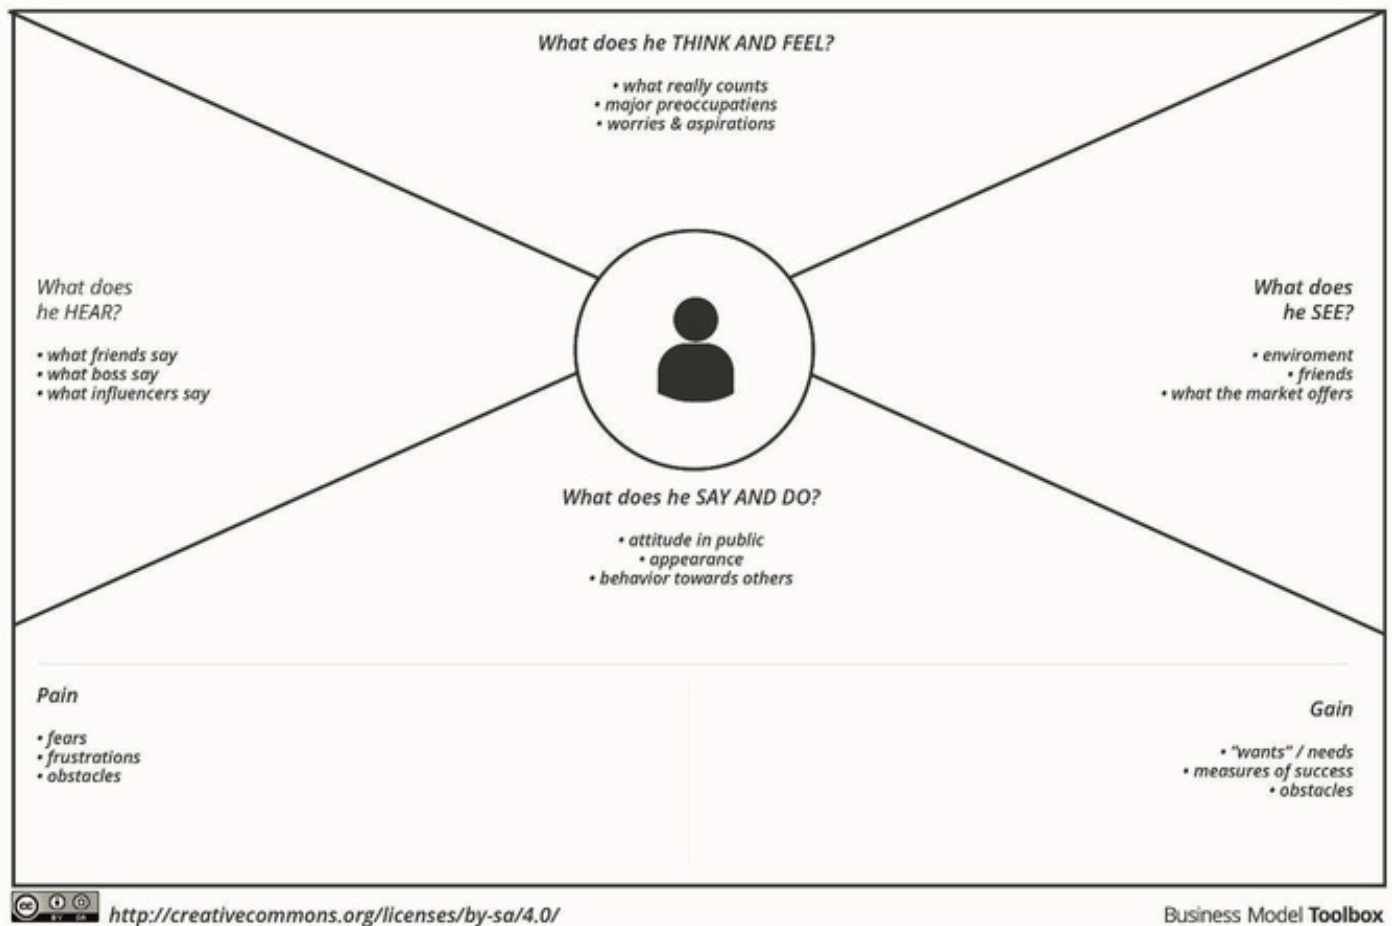 What does he THINK AND FEEL?
• what really counts
• major preoccupatiens
• worries & aspirations
What does
he HEAR?
• what friends say
• what boss say
• what influencers say
What does
he SEE?
• enviroment
• friends
• what the market offers
What does he SAY AND DO?
• attitude in public
• appearance
• behavior towards others
Pain
• fears
• frustrations
• obstacles
Gain
• "wants" / needs
• measures of success
• obstacles
cc
BY SA
http://creativecommons.org/licenses/by-sa/4.0/
Business Model Toolbox